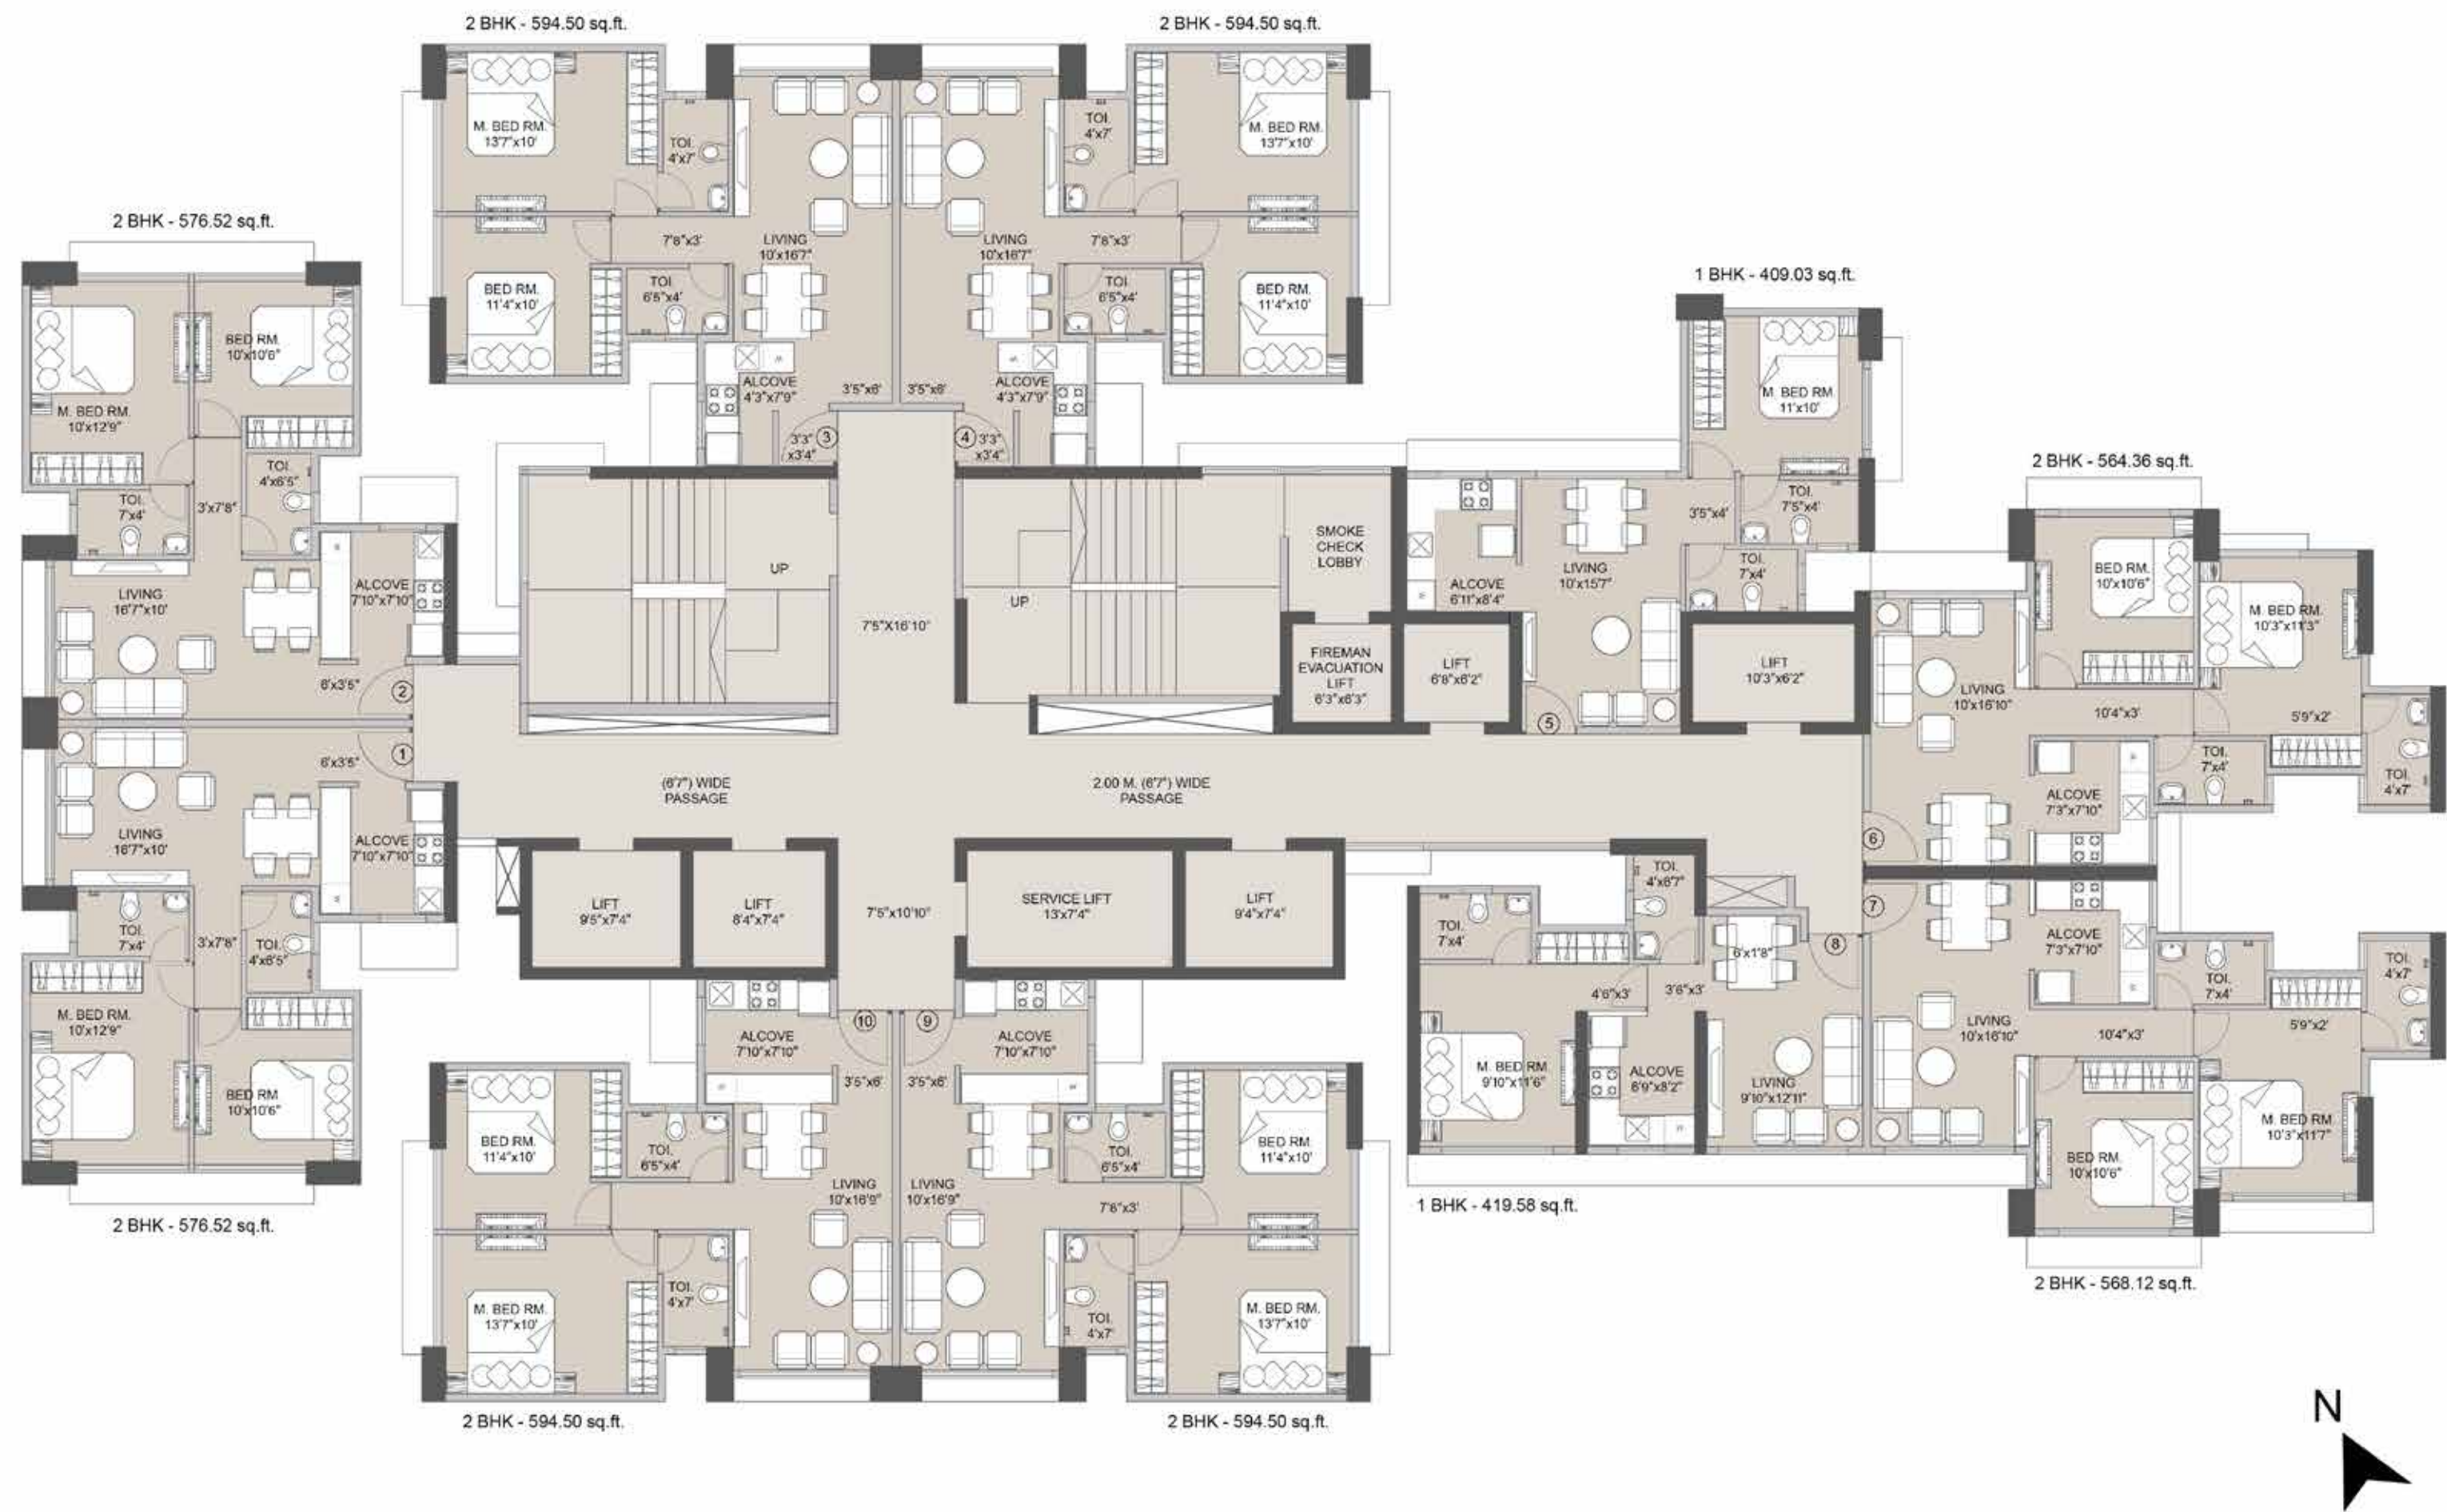 2 BHK - 594.50 sq.ft.
2 BHK - 594.50 sq.ft.
M. BED RM.
13'7"x10'
TOI.
4'x7'
TOI.
4'x7'
M. BED RM.
13'7"x10'
7'8"x3'
LIVING
10'x16'7"
LIVING
10'x16'7"
7'8"x3'
BED RM.
11'4"x10'
TOI.
6'5"x4'
TOI.
6'5"x4'
BED RM.
11'4"x10'
ALCOVE
4'3"x7'9"
3'5"x6'
3'5"x6'
ALCOVE
4'3"x7'9"
3'3"
x3'4"
3
4
3'3"
x3'4"
2 BHK - 576.52 sq.ft.
BED RM.
10'x10'6"
M. BED RM.
10'x12'9"
TOI.
4'x6'5"
TOI.
7'x4'
3'x7'8"
LIVING
16'7"x10'
ALCOVE
7'10"x7'10"
6'x3'5"
2
1
6'x3'5"
LIVING
16'7"x10'
ALCOVE
7'10"x7'10"
TOI.
7'x4'
3'x7'8"
TOI.
4'x6'5"
M. BED RM.
10'x12'9"
BED RM
10'x10'6"
2 BHK - 576.52 sq.ft.
UP
7'5"X16'10"
UP
SMOKE
CHECK
LOBBY
FIREMAN
EVACUATION
LIFT
6'3"x6'3"
LIFT
6'8"x6'2"
LIFT
10'3"x6'2"
(6'7") WIDE
PASSAGE
2.00 M. (6'7") WIDE
PASSAGE
LIFT
9'5"x7'4"
LIFT
8'4"x7'4"
7'5"x10'10"
SERVICE LIFT
13'x7'4"
LIFT
9'4"x7'4"
1 BHK - 409.03 sq.ft.
M. BED RM.
11'x10'
3'5"x4'
TOI.
7'5"x4'
TOI.
7'x4'
LIVING
10'x15'7"
ALCOVE
6'11"x8'4"
5
2 BHK - 564.36 sq.ft.
BED RM.
10'x10'6"
M. BED RM.
10'3"x11'3"
LIVING
10'x16'10"
10'4"x3'
5'9"x2'
TOI.
7'x4'
TOI.
4'x7'
ALCOVE
7'3"x7'10"
6
7
ALCOVE
7'3"x7'10"
TOI.
7'x4'
TOI.
4'x7'
LIVING
10'x16'10"
10'4"x3'
5'9"x2'
M. BED RM.
10'3"x11'7"
BED RM.
10'x10'6"
2 BHK - 568.12 sq.ft.
TOI.
4'x6'7"
TOI.
7'x4'
6'x1'8"
8
4'6"x3'
3'6"x3'
M. BED RM.
9'10"x11'6"
ALCOVE
6'9"x8'2"
LIVING
9'10"x12'11"
1 BHK - 419.58 sq.ft.
10
9
ALCOVE
7'10"x7'10"
ALCOVE
7'10"x7'10"
3'5"x6'
3'5"x6'
BED RM.
11'4"x10'
TOI.
6'5"x4'
TOI.
6'5"x4'
BED RM.
11'4"x10'
LIVING
10'x16'9"
LIVING
10'x16'9"
7'8"x3'
M. BED RM.
13'7"x10'
TOI.
4'x7'
TOI.
4'x7'
M. BED RM.
13'7"x10'
2 BHK - 594.50 sq.ft.
2 BHK - 594.50 sq.ft.
N